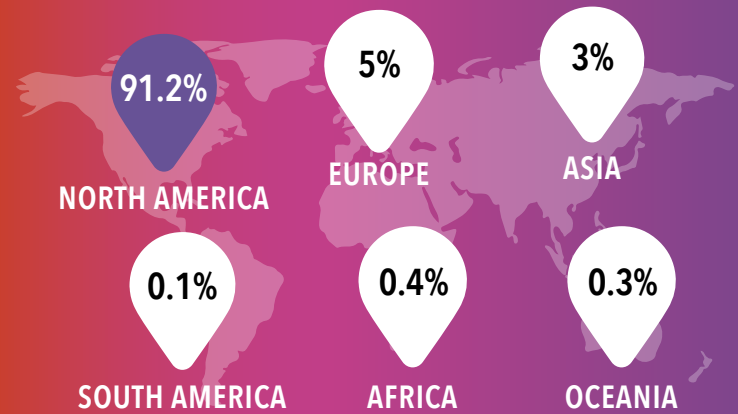 91.2%
5%
3%
NORTH AMERICA
EUROPE
ASIA
0.1%
0.4%
0.3%
SOUTH AMERICA
AFRICA
OCEANIA